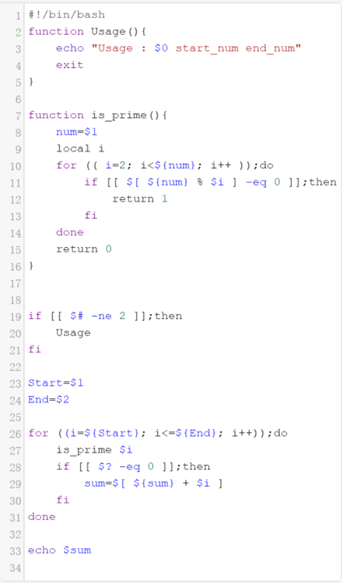 1 #!/bin/bash
2 function Usage(){
3     echo "Usage : $0 start_num end_num"
4     exit
5 }
6
7 function is_prime(){
8     num=$1
9     local i
10     for (( i=2; i<${num}; i++ ));do
11         if [[ $[ ${num} % $i ] -eq 0 ]];then
12             return 1
13         fi
14     done
15     return 0
16 }
17
18
19 if [[ $# -ne 2 ]];then
20     Usage
21 fi
22
23 Start=$1
24 End=$2
25
26 for ((i=${Start}; i<=${End}; i++));do
27     is_prime $i
28     if [[ $? -eq 0 ]];then
29         sum=$[ ${sum} + $i ]
30     fi
31 done
32
33 echo $sum
34